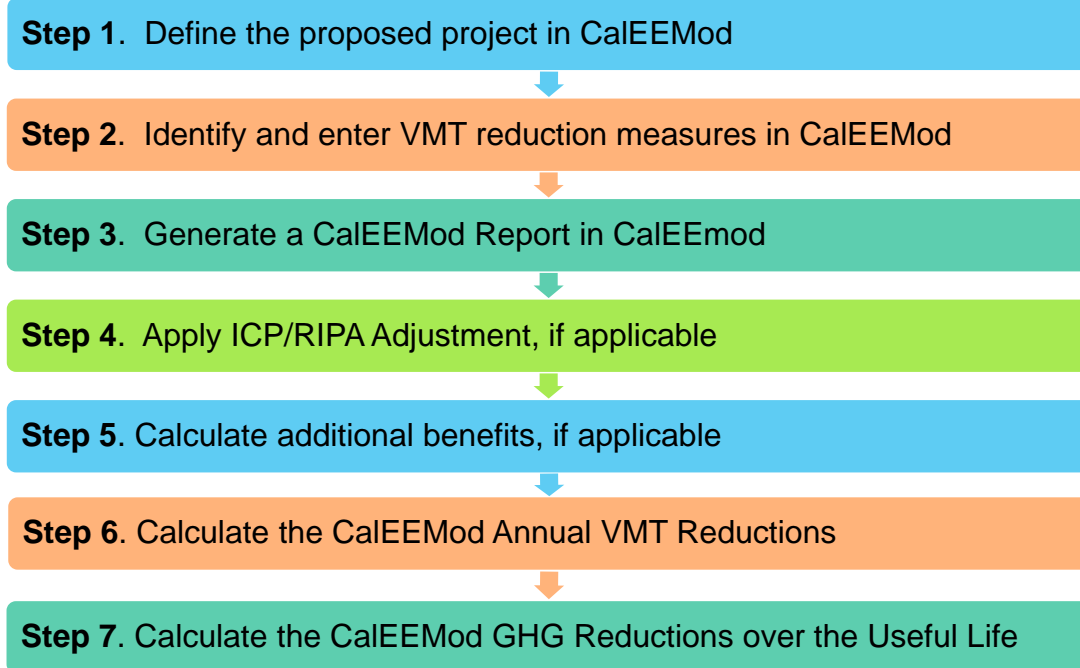 Step 1.  Define the proposed project in CalEEMod
Step 2.  Identify and enter VMT reduction measures in CalEEMod
Step 3.  Generate a CalEEMod Report in CalEEmod
Step 4.  Apply ICP/RIPA Adjustment, if applicable
Step 5. Calculate additional benefits, if applicable
Step 6. Calculate the CalEEMod Annual VMT Reductions
Step 7. Calculate the CalEEMod GHG Reductions over the Useful Life